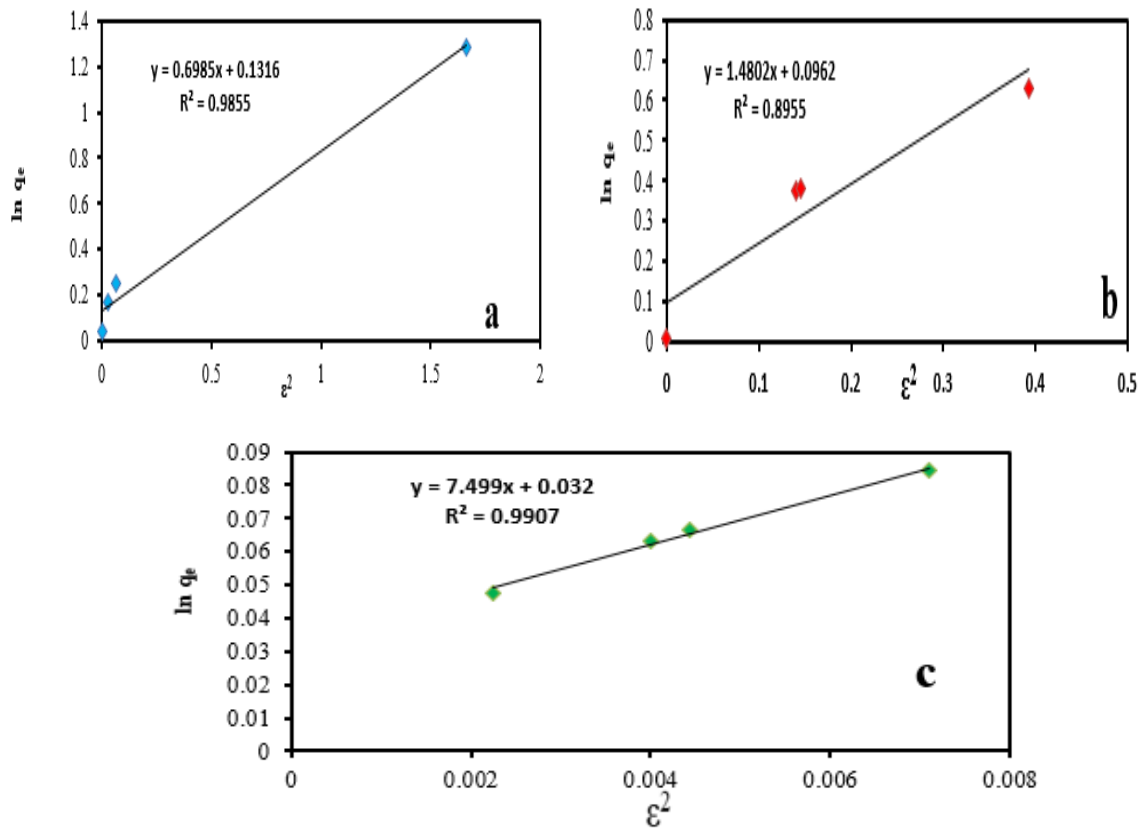 1.4
1.2
1
0.8
0.6
0.4
0.2
0
ln qₑ
y = 0.6985x + 0.1316
R² = 0.9855
a
0 0.5 1 1.5 2
ε²
0.8
0.7
0.6
0.5
0.4
0.3
0.2
0.1
0
ln qₑ
y = 1.4802x + 0.0962
R² = 0.8955
b
0 0.1 0.2 0.3 0.4 0.5
ε²
0.09
0.08
0.07
0.06
0.05
0.04
0.03
0.02
0.01
0
ln qₑ
y = 7.499x + 0.032
R² = 0.9907
c
0 0.002 0.004 0.006 0.008
ε²